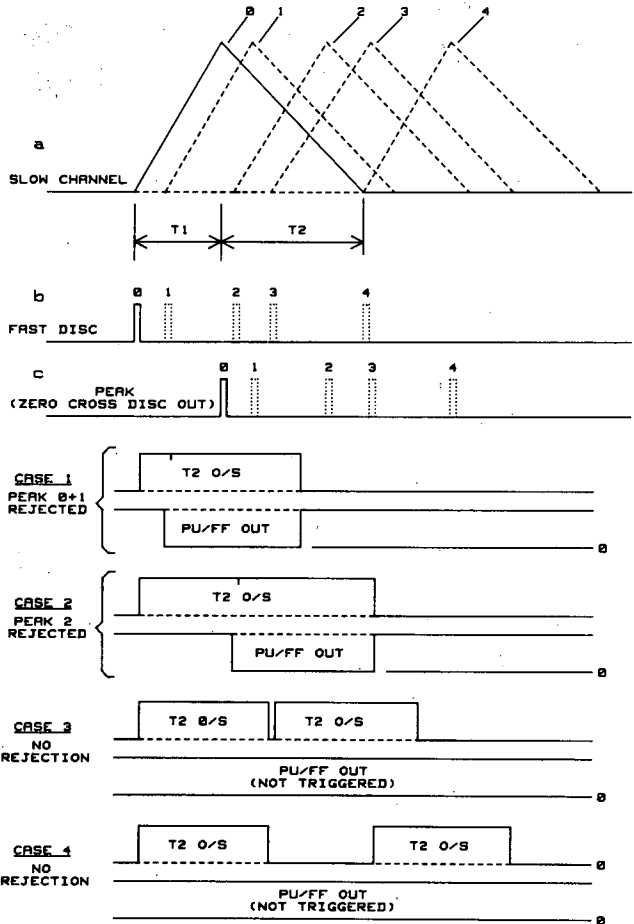 0 1 2 3 4
a
SLOW CHANNEL
T1 T2
b
0 1 2 3 4
FAST DISC
c
0 1 2 3 4
PEAK
(ZERO CROSS DISC OUT)
CASE 1
PEAK 0+1
REJECTED
T2 O/S
PU/FF OUT
0
CASE 2
PEAK 2
REJECTED
T2 O/S
PU/FF OUT
0
CASE 3
NO
REJECTION
T2 0/S T2 O/S
PU/FF OUT
(NOT TRIGGERED)
0
CASE 4
NO
REJECTION
T2 O/S T2 O/S
0
PU/FF OUT
(NOT TRIGGERED)
0